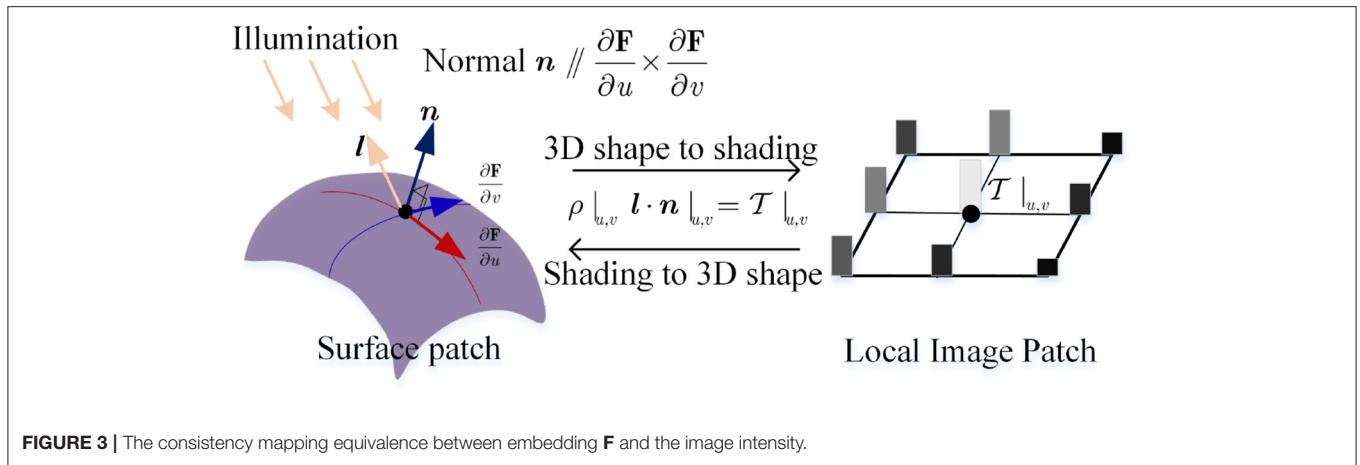 Illumination
Normal n ∥ ∂F/∂u × ∂F/∂v
n
l
∂F/∂v
∂F/∂u
3D shape to shading
ρ|u,v l · n|u,v = T|u,v
Shading to 3D shape
T|u,v
Surface patch
Local Image Patch
FIGURE 3 | The consistency mapping equivalence between embedding F and the image intensity.